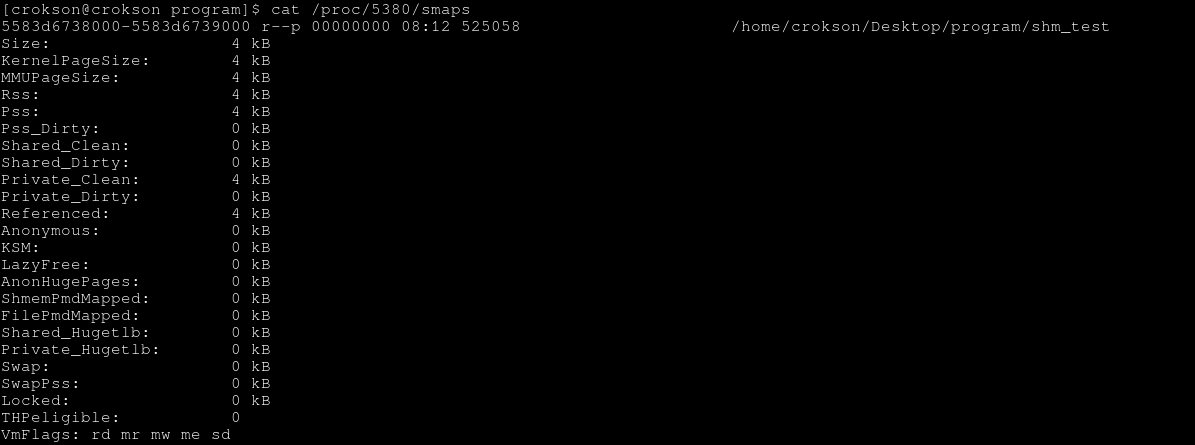 [crokson@crokson program]$ cat /proc/5380/smaps
5583d6738000-5583d6739000 r--p 00000000 08:12 525058                     /home/crokson/Desktop/program/shm_test
Size:                  4 kB
KernelPageSize:        4 kB
MMUPageSize:           4 kB
Rss:                   4 kB
Pss:                   4 kB
Pss_Dirty:             0 kB
Shared_Clean:          0 kB
Shared_Dirty:          0 kB
Private_Clean:         4 kB
Private_Dirty:         0 kB
Referenced:            4 kB
Anonymous:             0 kB
KSM:                   0 kB
LazyFree:              0 kB
AnonHugePages:         0 kB
ShmemPmdMapped:        0 kB
FilePmdMapped:         0 kB
Shared_Hugetlb:        0 kB
Private_Hugetlb:       0 kB
Swap:                  0 kB
SwapPss:               0 kB
Locked:                0 kB
THPeligible:           0
VmFlags: rd mr mw me sd